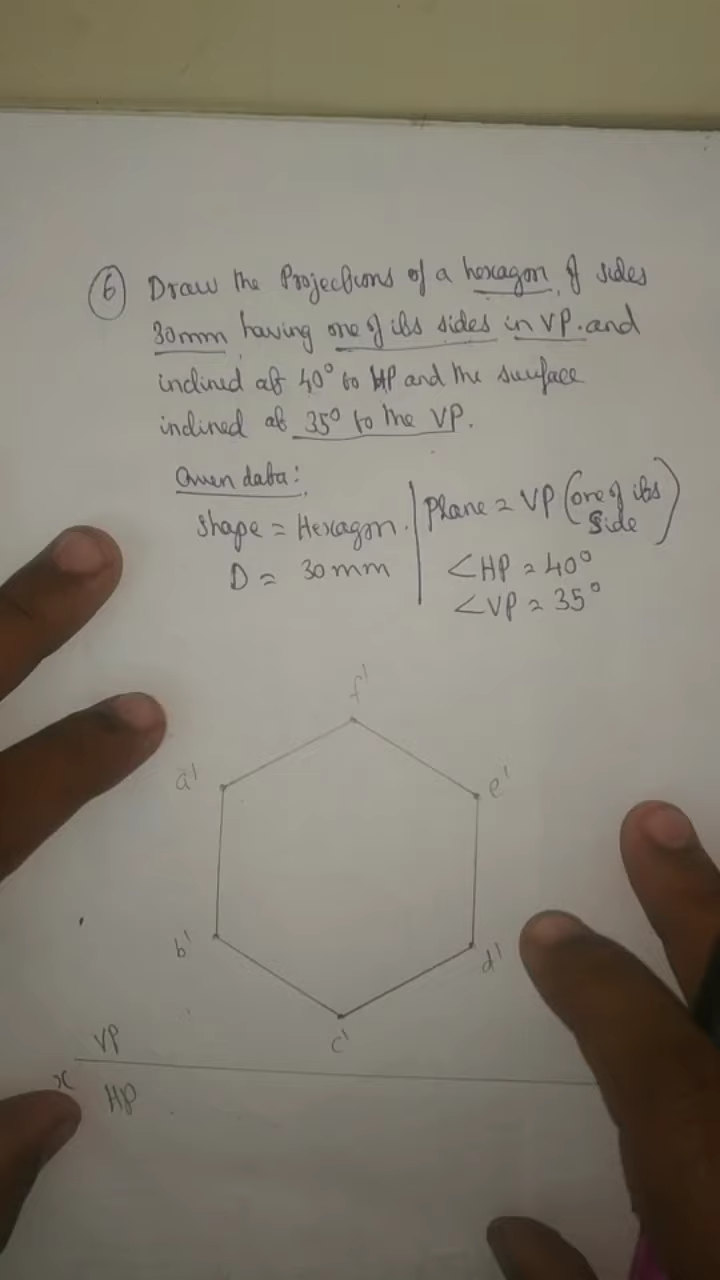 6 Draw the Projections of a hexagon of sides
30mm having one of its sides in VP. and
inclined at 40° to HP and the surface
inclined at 35° to the VP.
Given data:
Shape = Hexagon. Plane = VP (one of its side)
D = 30mm ∠HP = 40°
∠VP = 35°
f'
a' e'
b' d'
c'
VP
x
HP